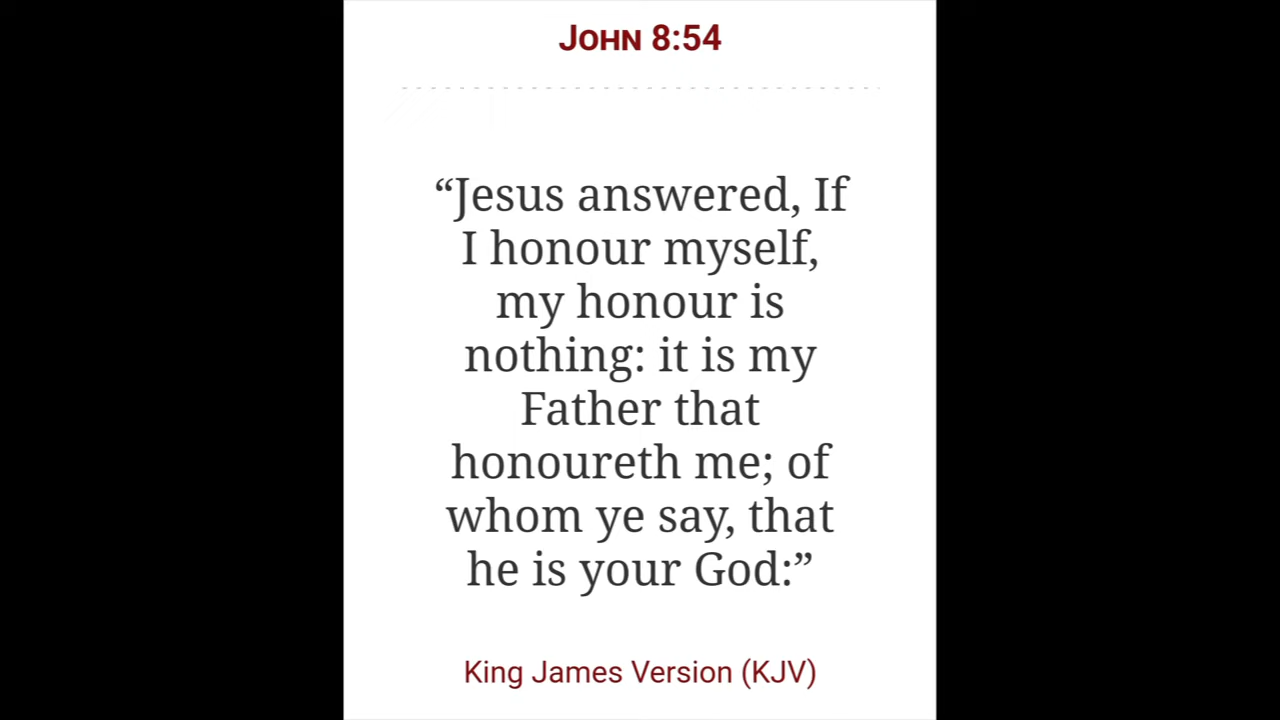 John 8:54
“Jesus answered, If
I honour myself,
my honour is
nothing: it is my
Father that
honoureth me; of
whom ye say, that
he is your God:”
King James Version (KJV)